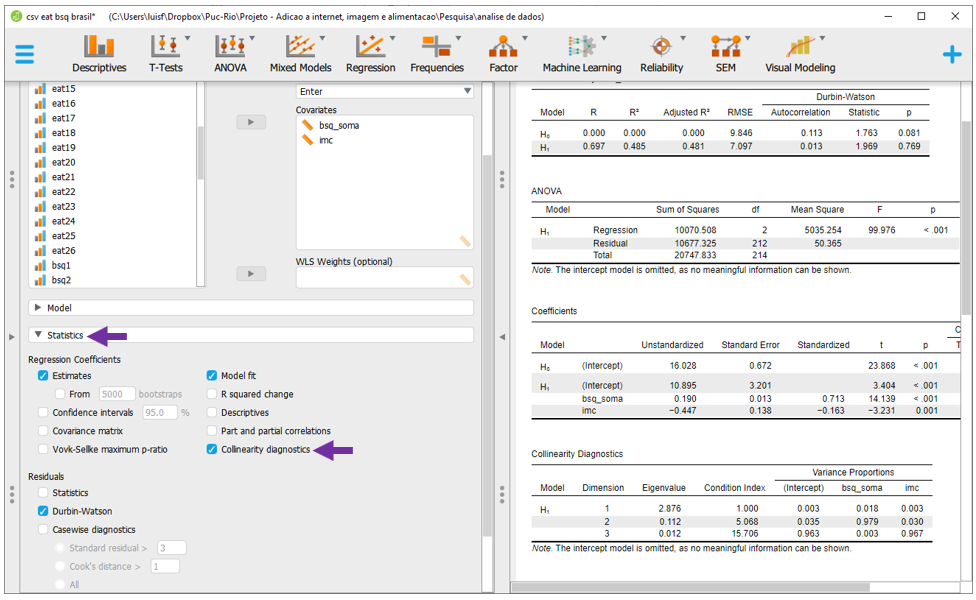 csv eat bsq brasil* (C:\Users\luisf\Dropbox\Puc-Rio\Projeto - Adicao a internet, imagem e alimentacao\Pesquisa\analise de dados)
Descriptives T-Tests ANOVA Mixed Models Regression Frequencies Factor Machine Learning Reliability SEM Visual Modeling
eat15
eat16
eat17
eat18
eat19
eat20
eat21
eat22
eat23
eat24
eat25
eat26
bsq1
bsq2
Enter
Covariates
bsq_soma
imc
WLS Weights (optional)
Model
Statistics
Regression Coefficients
Estimates
From 5000 bootstraps
Confidence intervals 95.0 %
Covariance matrix
Vovk-Sellke maximum p-ratio
Model fit
R squared change
Descriptives
Part and partial correlations
Collinearity diagnostics
Residuals
Statistics
Durbin-Watson
Casewise diagnostics
Standard residual > 3
Cook's distance > 1
All
Durbin-Watson
Model R R² Adjusted R² RMSE Autocorrelation Statistic p
H₀ 0.000 0.000 0.000 9.846 0.113 1.763 0.081
H₁ 0.697 0.485 0.481 7.097 0.013 1.969 0.769
ANOVA
Model Sum of Squares df Mean Square F p
H₁ Regression 10070.508 2 5035.254 99.976 < .001
Residual 10677.325 212 50.365
Total 20747.833 214
Note. The intercept model is omitted, as no meaningful information can be shown.
Coefficients
C
Model Unstandardized Standard Error Standardized t p T
H₀ (Intercept) 16.028 0.672 23.868 < .001
H₁ (Intercept) 10.895 3.201 3.404 < .001
bsq_soma 0.190 0.013 0.713 14.139 < .001
imc −0.447 0.138 −0.163 −3.231 0.001
Collinearity Diagnostics
Variance Proportions
Model Dimension Eigenvalue Condition Index (Intercept) bsq_soma imc
H₁ 1 2.876 1.000 0.003 0.018 0.003
2 0.112 5.068 0.035 0.979 0.030
3 0.012 15.706 0.963 0.003 0.967
Note. The intercept model is omitted, as no meaningful information can be shown.